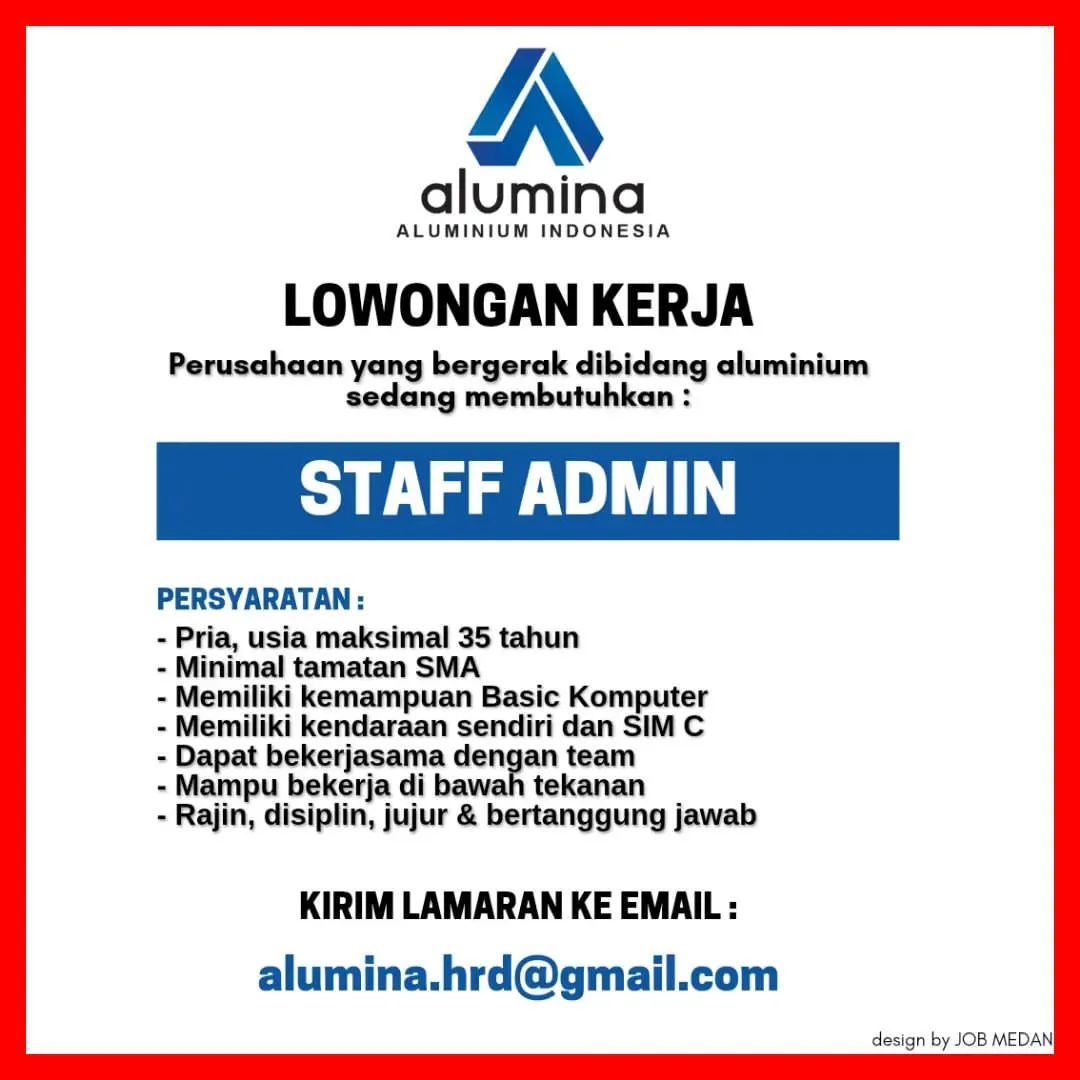 alumina
ALUMINIUM INDONESIA
LOWONGAN KERJA
Perusahaan yang bergerak dibidang aluminium
sedang membutuhkan :
STAFF ADMIN
PERSYARATAN :
- Pria, usia maksimal 35 tahun
- Minimal tamatan SMA
- Memiliki kemampuan Basic Komputer
- Memiliki kendaraan sendiri dan SIM C
- Dapat bekerjasama dengan team
- Mampu bekerja di bawah tekanan
- Rajin, disiplin, jujur & bertanggung jawab
KIRIM LAMARAN KE EMAIL :
alumina.hrd@gmail.com
design by JOB MEDAN